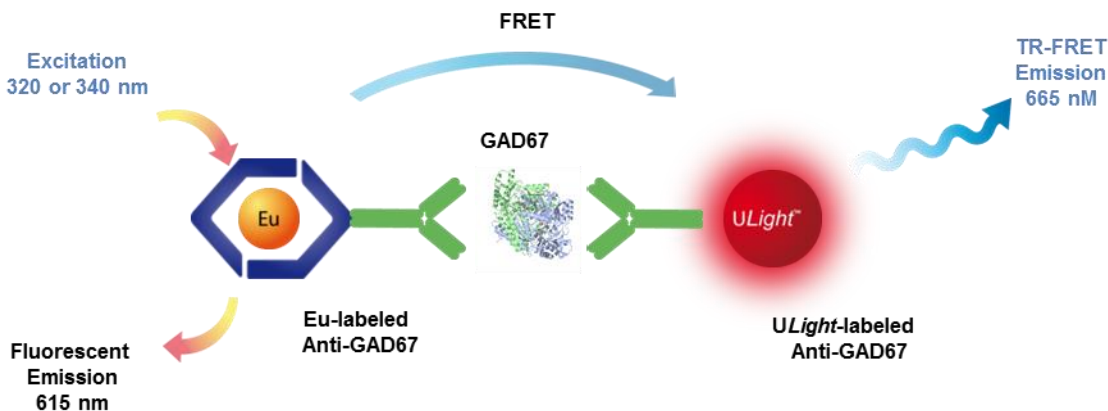 FRET
Excitation
320 or 340 nm
TR-FRET
Emission
665 nM
GAD67
Eu
ULight™
Eu-labeled
Anti-GAD67
ULight-labeled
Anti-GAD67
Fluorescent
Emission
615 nm